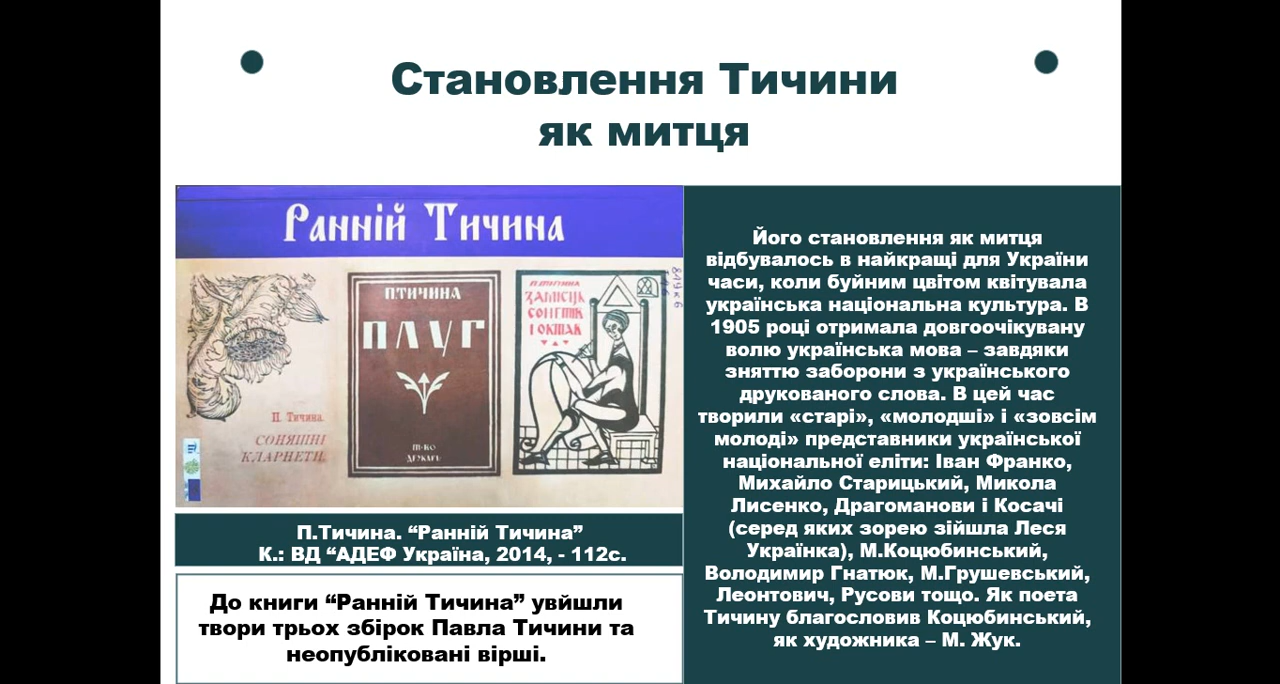 Становлення Тичини
як митця
Ранній Тичина
П. Тичина.
СОНЯШНІ
КЛАРНЕТИ.
П.ТИЧИНА
ПЛУГ
П.ТИЧИНА
П.Тичина. “Ранній Тичина”
К.: ВД “АДЕФ Україна, 2014, - 112с.
До книги “Ранній Тичина” увійшли
твори трьох збірок Павла Тичини та
неопубліковані вірші.
Його становлення як митця
відбувалось в найкращі для України
часи, коли буйним цвітом квітувала
українська національна культура. В
1905 році отримала довгоочікувану
волю українська мова – завдяки
зняттю заборони з українського
друкованого слова. В цей час
творили «старі», «молодші» і «зовсім
молоді» представники української
національної еліти: Іван Франко,
Михайло Старицький, Микола
Лисенко, Драгоманови і Косачі
(серед яких зорею зійшла Леся
Українка), М.Коцюбинський,
Володимир Гнатюк, М.Грушевський,
Леонтович, Русови тощо. Як поета
Тичину благословив Коцюбинський,
як художника – М. Жук.